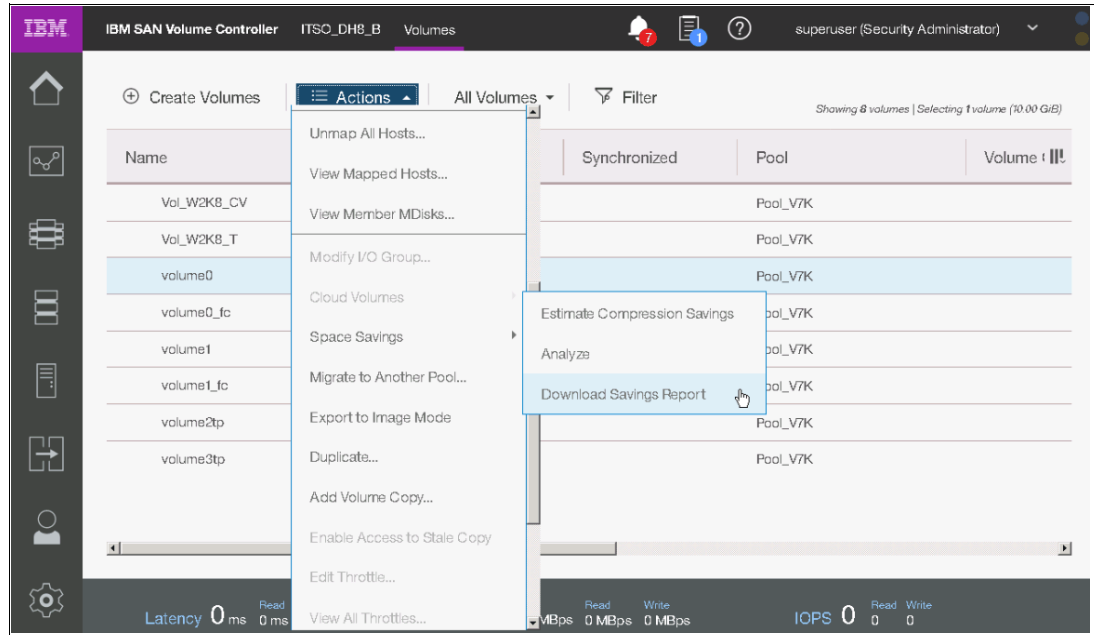 IBM
IBM SAN Volume Controller ITSO_DH8_B Volumes 7 1 ? superuser (Security Administrator)
Create Volumes Actions All Volumes Filter
Showing 8 volumes | Selecting 1 volume (10.00 GiB)
Name Synchronized Pool Volume
Vol_W2K8_CV Pool_V7K
Vol_W2K8_T Pool_V7K
volume0 Pool_V7K
volume0_fc ool_V7K
volume1 ool_V7K
volume1_fc ool_V7K
volume2tp Pool_V7K
volume3tp Pool_V7K
Unmap All Hosts...
View Mapped Hosts...
View Member MDisks...
Modify I/O Group...
Cloud Volumes
Space Savings
Migrate to Another Pool...
Export to Image Mode
Duplicate...
Add Volume Copy...
Enable Access to Stale Copy
Edit Throttle...
View All Throttles...
Estimate Compression Savings
Analyze
Download Savings Report
Latency 0 ms Read 0 ms MBps Read 0 MBps Write 0 MBps IOPS 0 Read 0 Write 0